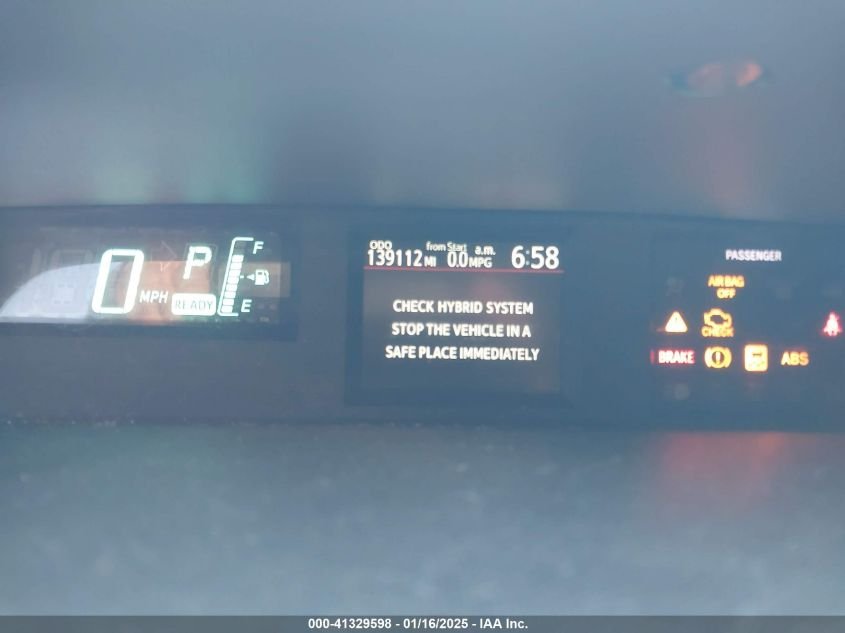 0 MPH
P
READY
F
E
ODO
139112 MI
from Start
0.0 MPG
a.m.
6:58
CHECK HYBRID SYSTEM
STOP THE VEHICLE IN A
SAFE PLACE IMMEDIATELY
PASSENGER
AIR BAG
OFF
CHECK
BRAKE
ABS
000-41329598 - 01/16/2025 - IAA Inc.